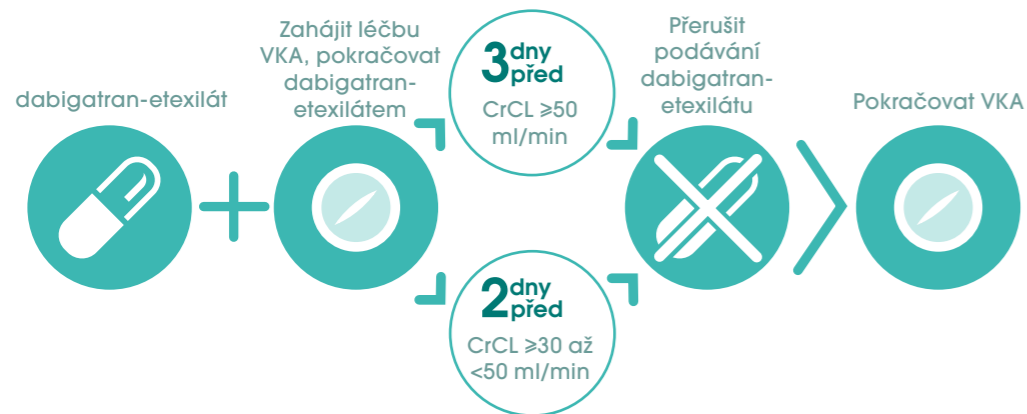 dabigatran-etexilát
Zahájit léčbu
VKA, pokračovat
dabigatran-
etexilátem
3 dny
před
CrCL ⩾50
ml/min
2 dny
před
CrCL ⩾30 až
<50 ml/min
Přerušit
podávání
dabigatran-
etexilátu
Pokračovat VKA